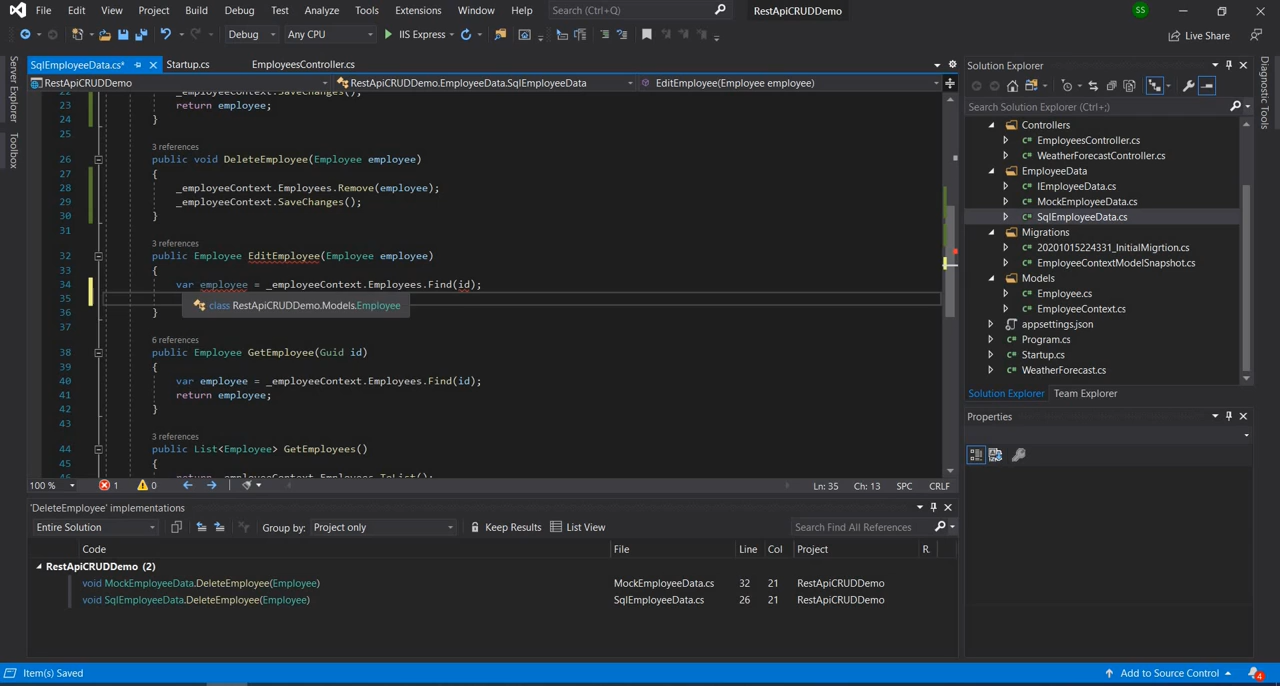 File Edit View Project Build Debug Test Analyze Tools Extensions Window Help Search (Ctrl+Q) RestApiCRUDDemo SS
Debug Any CPU IIS Express Live Share
SqlEmployeeData.cs* Startup.cs EmployeesController.cs
RestApiCRUDDemo RestApiCRUDDemo.EmployeeData.SqlEmployeeData EditEmployee(Employee employee)
Server Explorer
Toolbox
22 _employeeContext.SaveChanges();
23 return employee;
24 }
25
3 references
26 public void DeleteEmployee(Employee employee)
27 {
28 _employeeContext.Employees.Remove(employee);
29 _employeeContext.SaveChanges();
30 }
31
3 references
32 public Employee EditEmployee(Employee employee)
33 {
34 var employee = _employeeContext.Employees.Find(id);
35
class RestApiCRUDDemo.Models.Employee
36 }
37
6 references
38 public Employee GetEmployee(Guid id)
39 {
40 var employee = _employeeContext.Employees.Find(id);
41 return employee;
42 }
43
3 references
44 public List<Employee> GetEmployees()
45 {
46 return _employeeContext.Employees.ToList();
100 % 1 0 Ln: 35 Ch: 13 SPC CRLF
'DeleteEmployee' implementations
Entire Solution Group by: Project only Keep Results List View Search Find All References
Code File Line Col Project R.
RestApiCRUDDemo (2)
void MockEmployeeData.DeleteEmployee(Employee) MockEmployeeData.cs 32 21 RestApiCRUDDemo
void SqlEmployeeData.DeleteEmployee(Employee) SqlEmployeeData.cs 26 21 RestApiCRUDDemo
Solution Explorer
Search Solution Explorer (Ctrl+;)
Controllers
EmployeesController.cs
WeatherForecastController.cs
EmployeeData
IEmployeeData.cs
MockEmployeeData.cs
SqlEmployeeData.cs
Migrations
20201015224331_InitialMigrtion.cs
EmployeeContextModelSnapshot.cs
Models
Employee.cs
EmployeeContext.cs
appsettings.json
Program.cs
Startup.cs
WeatherForecast.cs
Solution Explorer Team Explorer
Properties
Diagnostic Tools
Item(s) Saved Add to Source Control 4